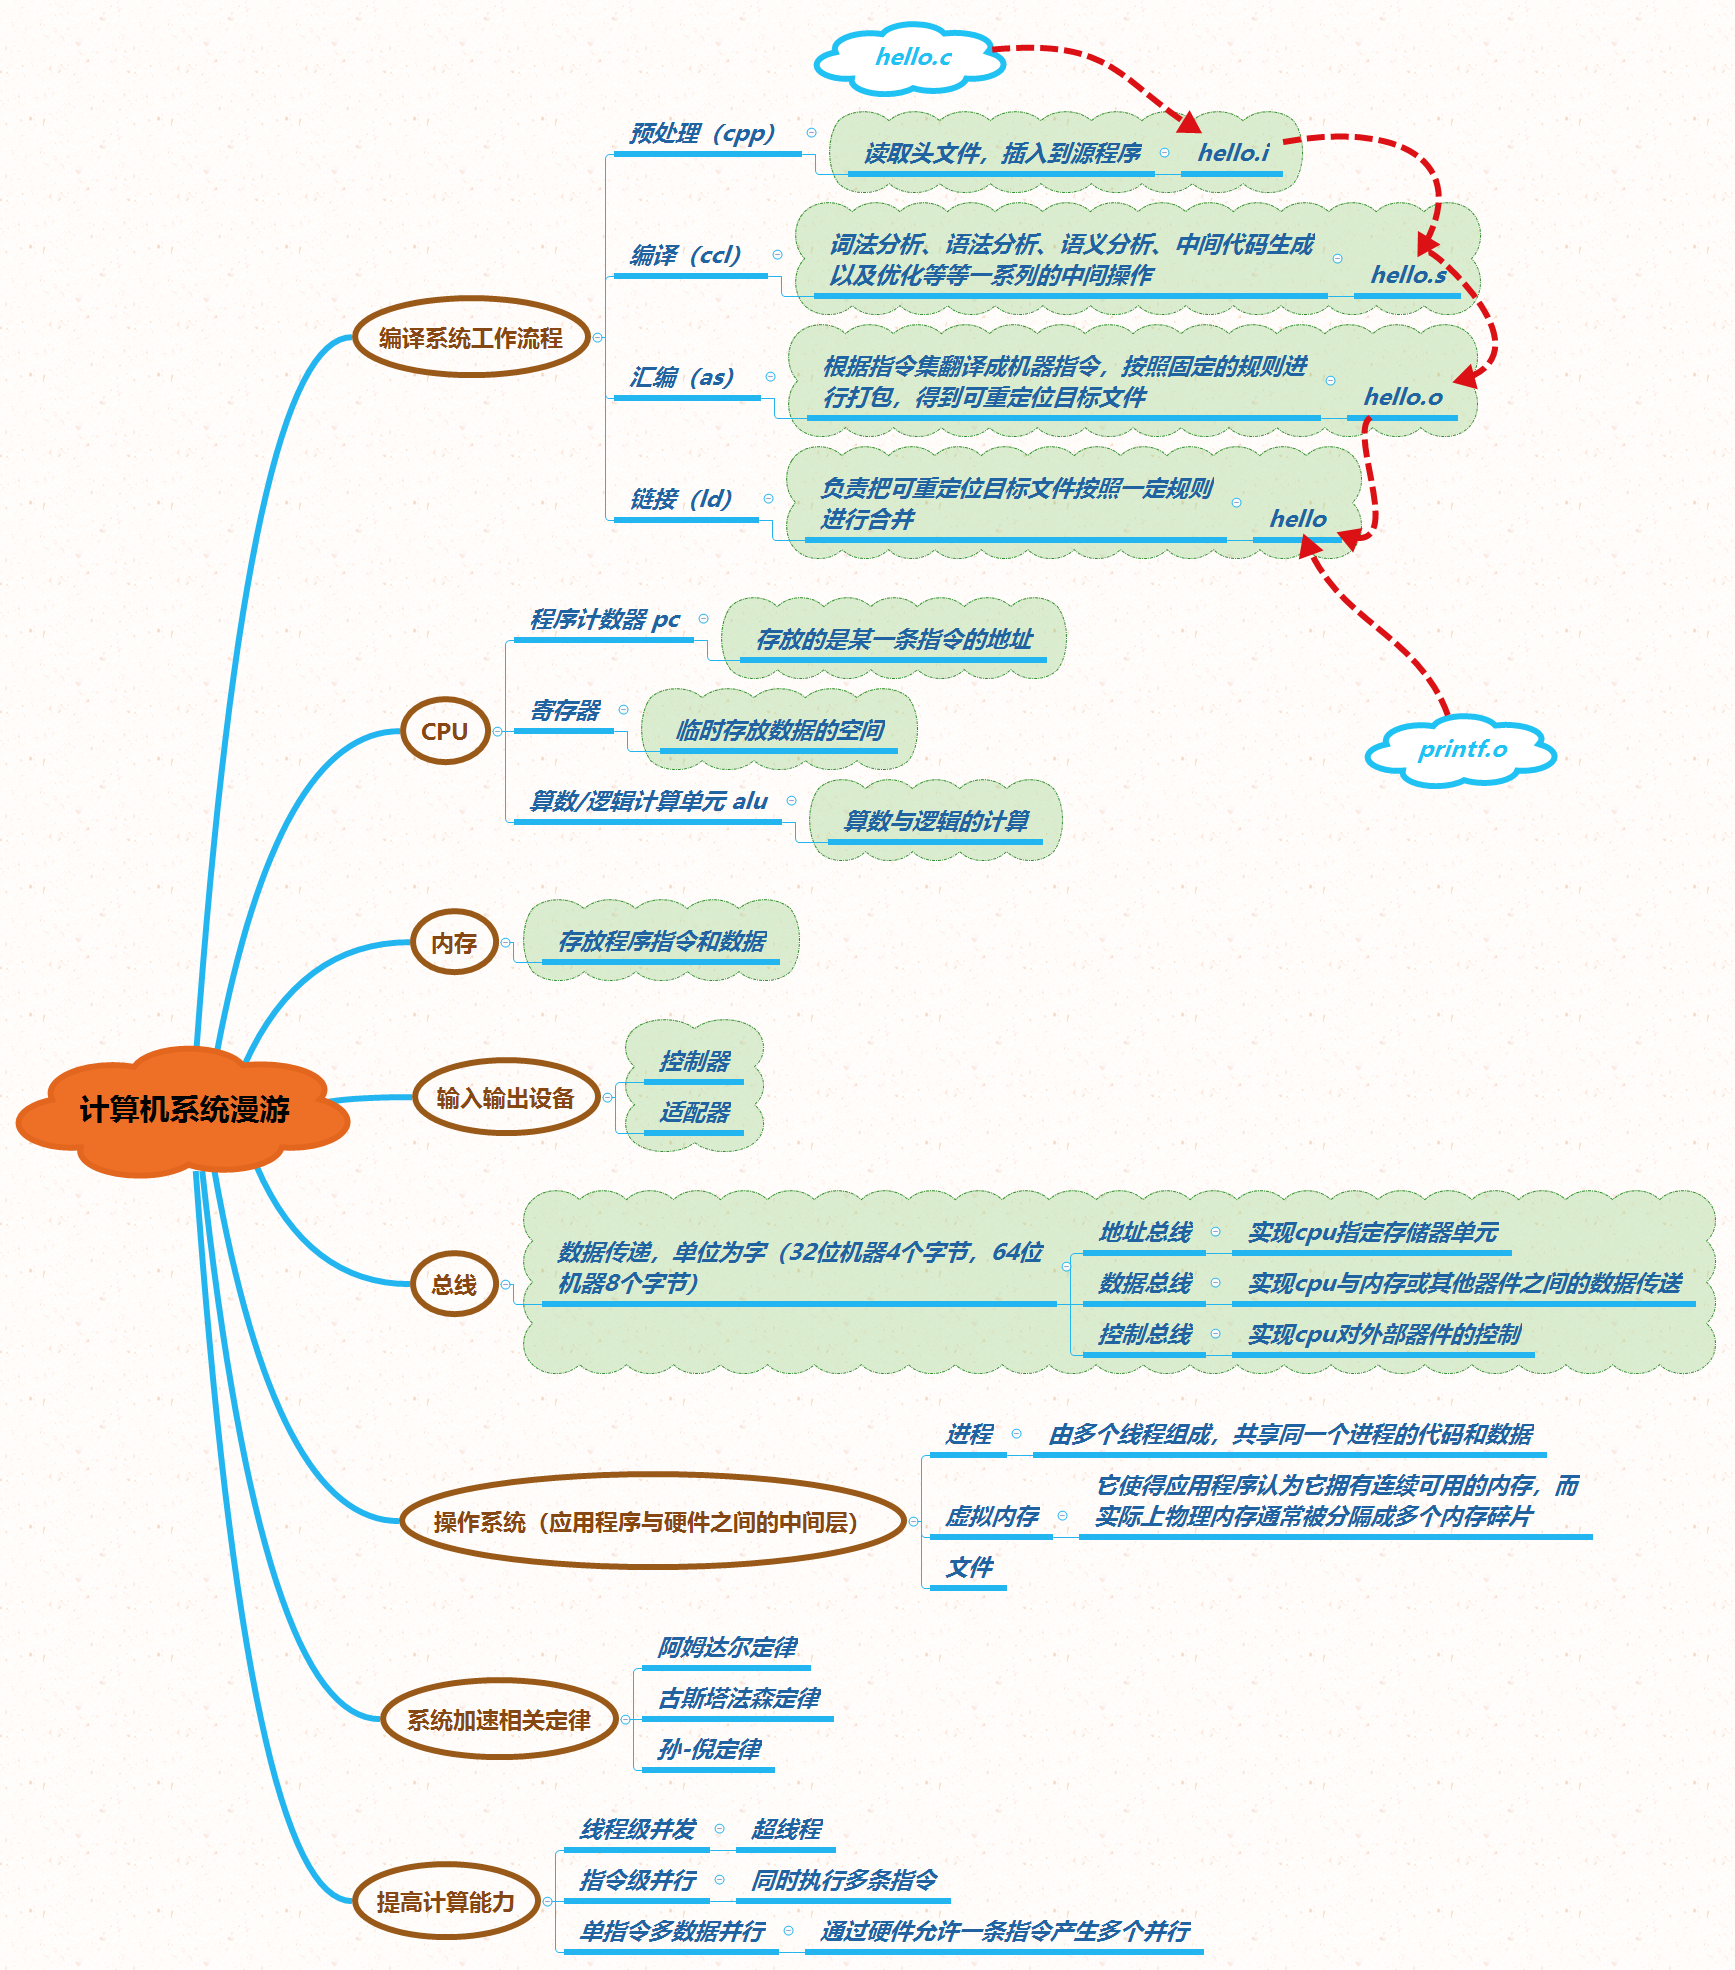 hello.c
预处理（cpp）
读取头文件，插入到源程序
hello.i
编译（ccl）
词法分析、语法分析、语义分析、中间代码生成
以及优化等等一系列的中间操作
hello.s
编译系统工作流程
汇编（as）
根据指令集翻译成机器指令，按照固定的规则进
行打包，得到可重定位目标文件
hello.o
链接（ld）
负责把可重定位目标文件按照一定规则
进行合并
hello
程序计数器 pc
存放的是某一条指令的地址
CPU
寄存器
临时存放数据的空间
printf.o
算数/逻辑计算单元 alu
算数与逻辑的计算
内存
存放程序指令和数据
计算机系统漫游
输入输出设备
控制器
适配器
总线
数据传递，单位为字（32位机器4个字节，64位
机器8个字节）
地址总线
实现cpu指定存储器单元
数据总线
实现cpu与内存或其他器件之间的数据传送
控制总线
实现cpu对外部器件的控制
操作系统（应用程序与硬件之间的中间层）
进程
由多个线程组成，共享同一个进程的代码和数据
虚拟内存
它使得应用程序认为它拥有连续可用的内存，而
实际上物理内存通常被分隔成多个内存碎片
文件
系统加速相关定律
阿姆达尔定律
古斯塔法森定律
孙-倪定律
提高计算能力
线程级并发
超线程
指令级并行
同时执行多条指令
单指令多数据并行
通过硬件允许一条指令产生多个并行